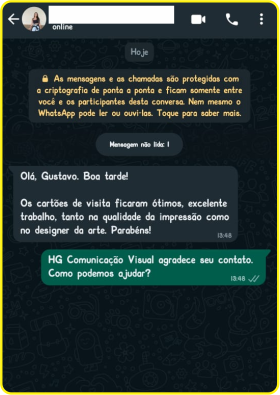 online
Hoje
As mensagens e as chamadas são protegidas com
a criptografia de ponta a ponta e ficam somente entre
você e os participantes desta conversa. Nem mesmo o
WhatsApp pode ler ou ouvi-las. Toque para saber mais.
Mensagem não lida: 1
Olá, Gustavo. Boa tarde!
Os cartões de visita ficaram ótimos, excelente
trabalho, tanto na qualidade da impressão como
no designer da arte. Parabéns!
13:48
HG Comunicação Visual agradece seu contato.
Como podemos ajudar?
13:48